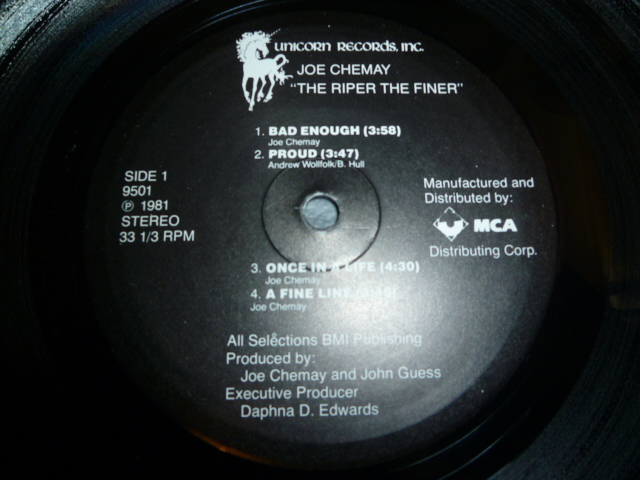 unicorn Records, Inc.
JOE CHEMAY
"THE RIPER THE FINER"
1. BAD ENOUGH (3:58)
Joe Chemay
2. PROUD (3:47)
Andrew Wollfolk/B. Hull
SIDE 1
9501
℗ 1981
STEREO
33 1/3 RPM
Manufactured and
Distributed by:
MCA
Distributing Corp.
3. ONCE IN A LIFE (4:30)
Joe Chemay
4. A FINE LINE
Joe Chemay
All Selections BMI Publishing
Produced by:
Joe Chemay and John Guess
Executive Producer
Daphna D. Edwards